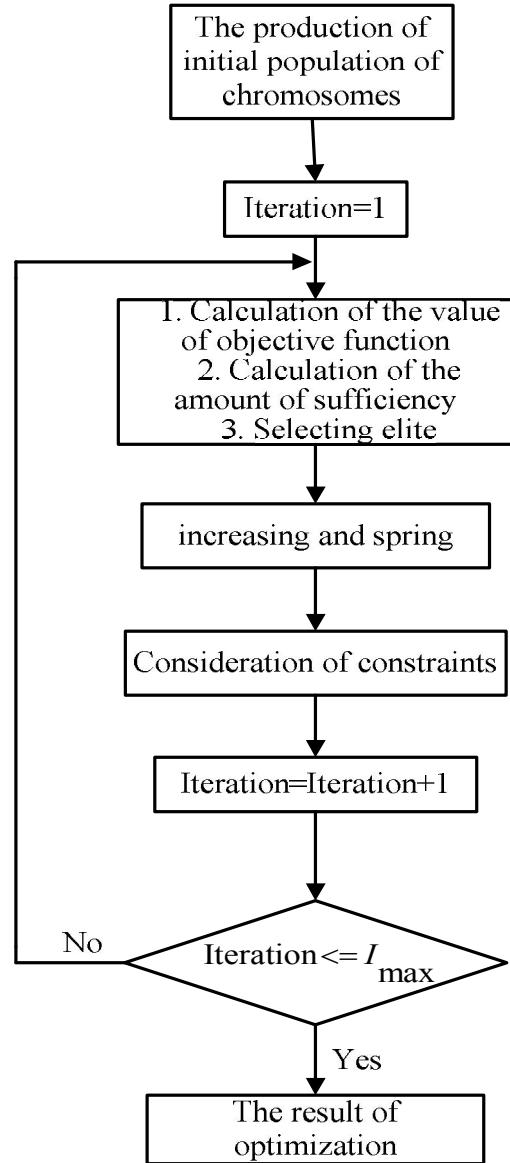 The production of
initial population of
chromosomes
Iteration=1
1. Calculation of the value
of objective function
2. Calculation of the
amount of sufficiency
3. Selecting elite
increasing and spring
Consideration of constraints
Iteration=Iteration+1
Iteration<= I max
No
Yes
The result of
optimization